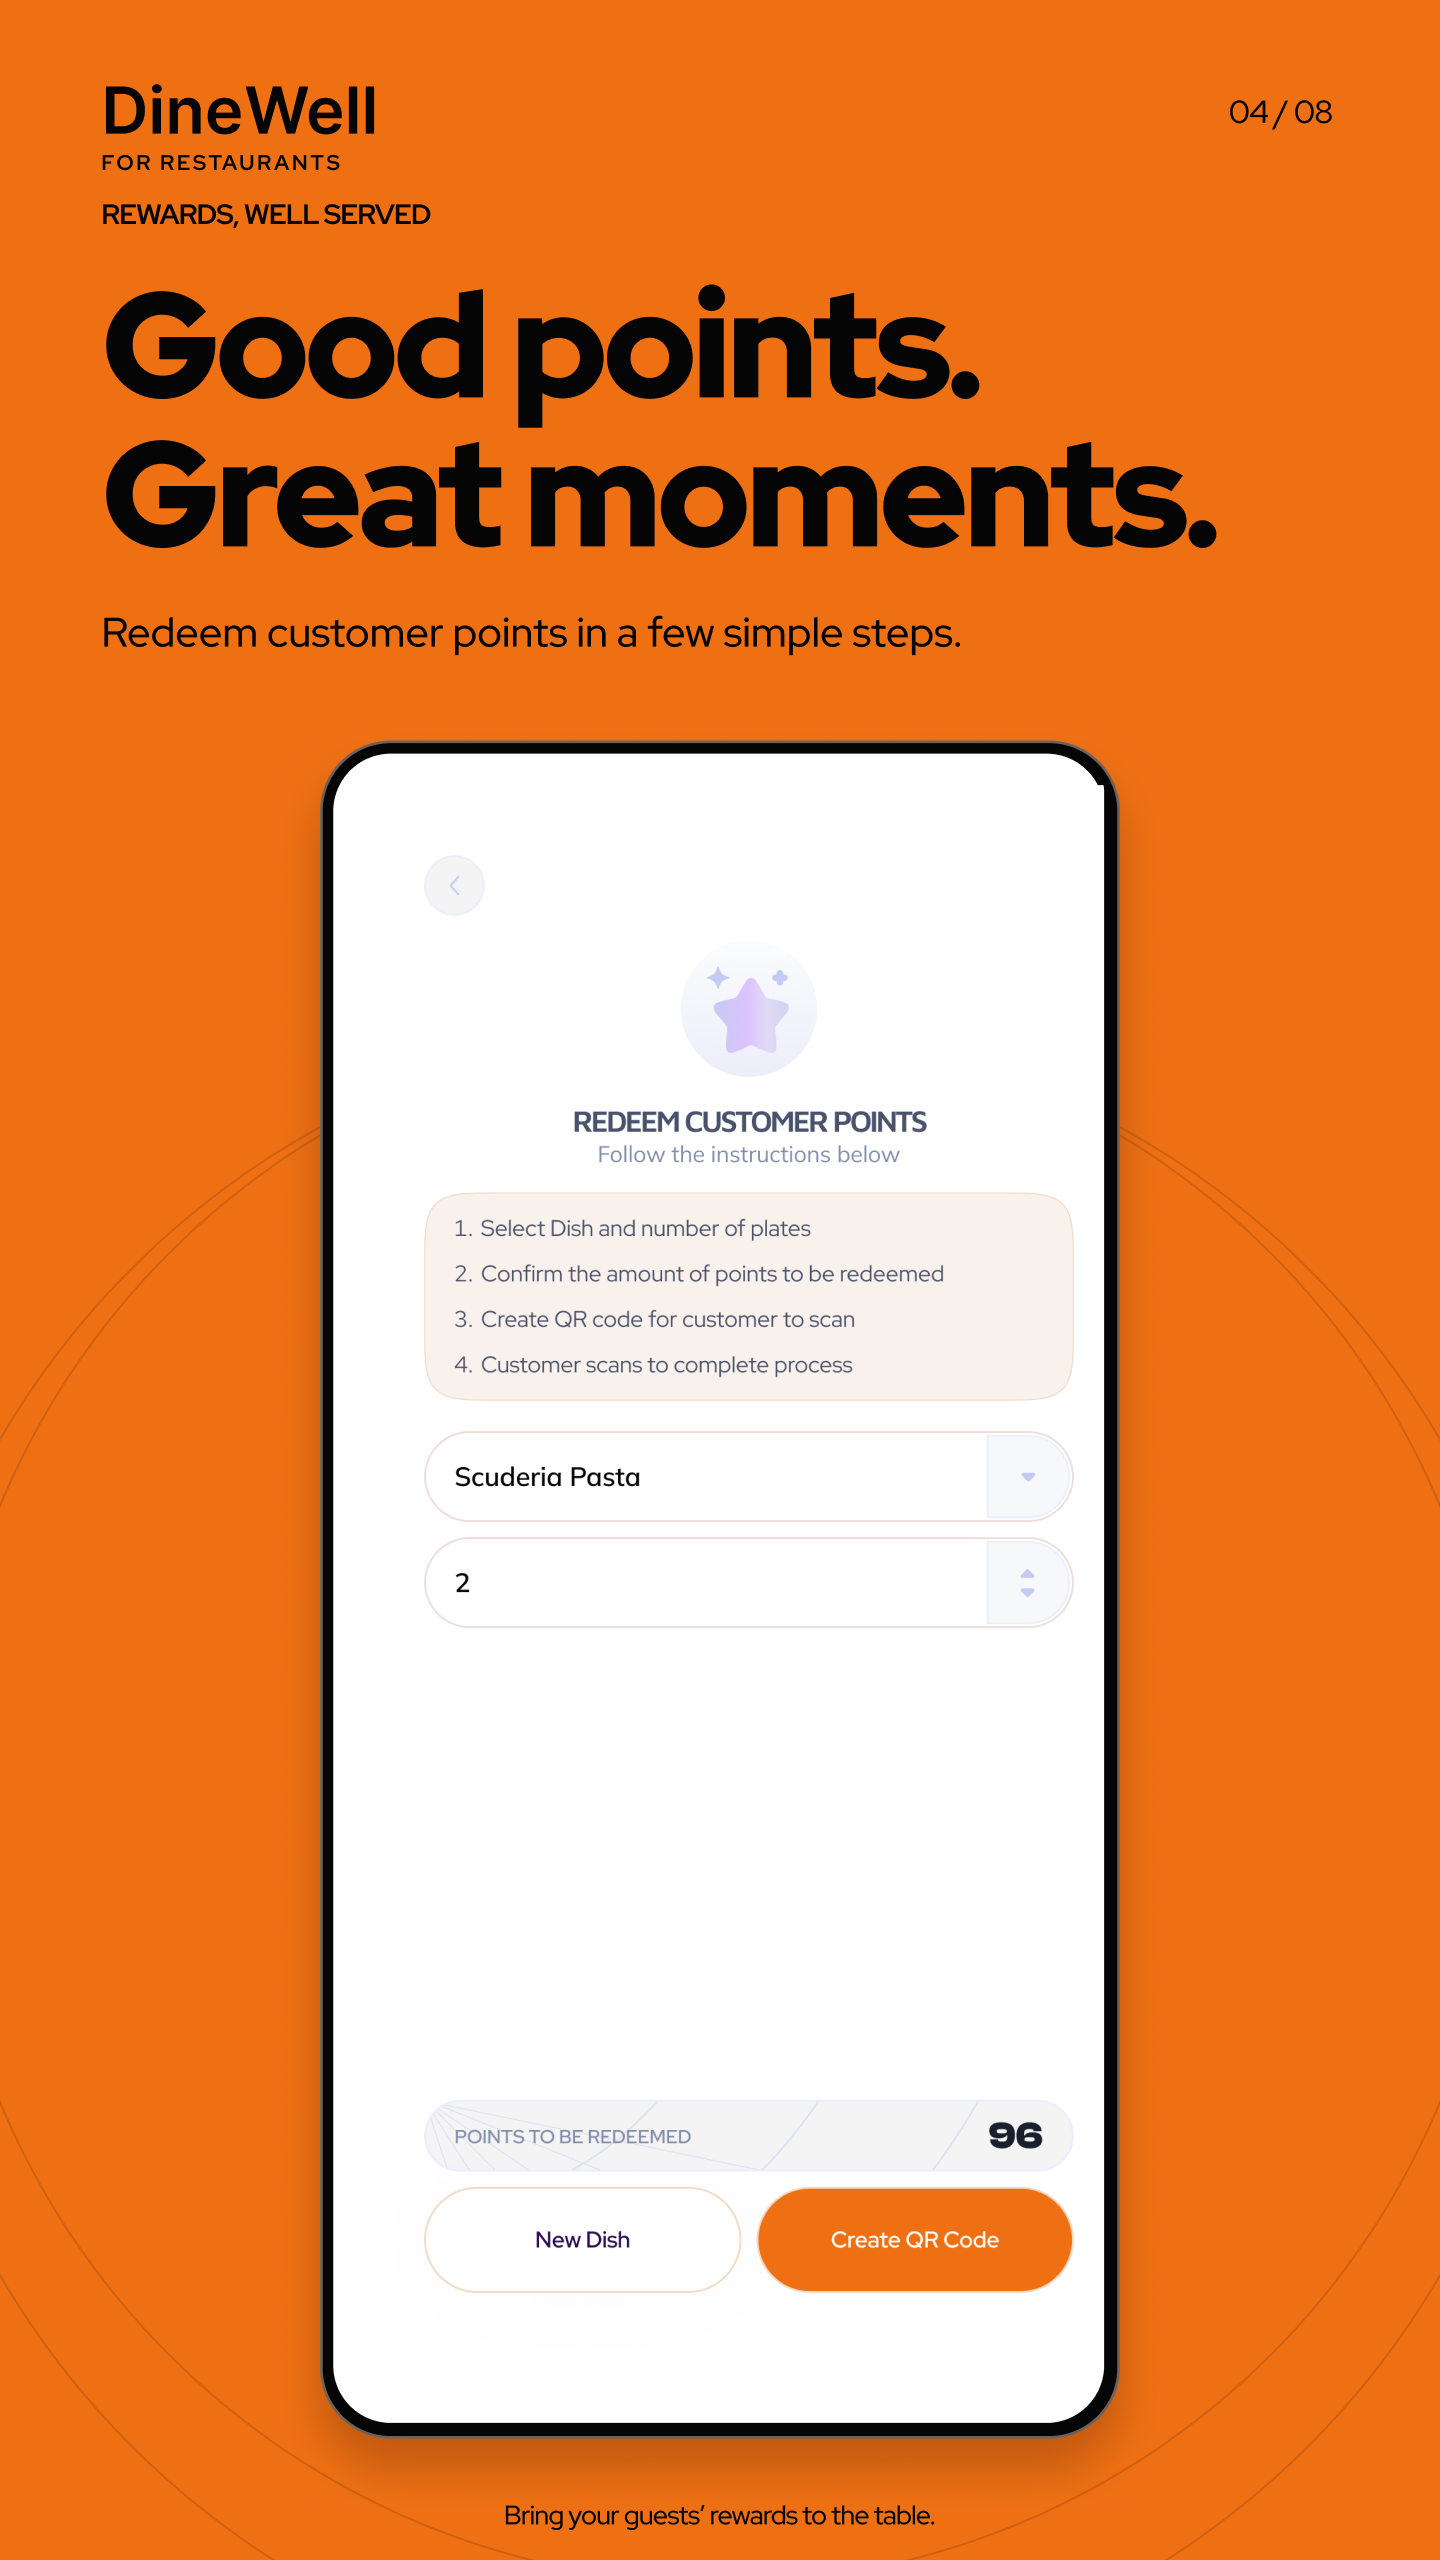 DineWell
FOR RESTAURANTS
04 / 08
REWARDS, WELL SERVED
Good points.
Great moments.
Redeem customer points in a few simple steps.
REDEEM CUSTOMER POINTS
Follow the instructions below
1. Select Dish and number of plates
2. Confirm the amount of points to be redeemed
3. Create QR code for customer to scan
4. Customer scans to complete process
Scuderia Pasta
2
POINTS TO BE REDEEMED 96
New Dish
Create QR Code
Bring your guests’ rewards to the table.